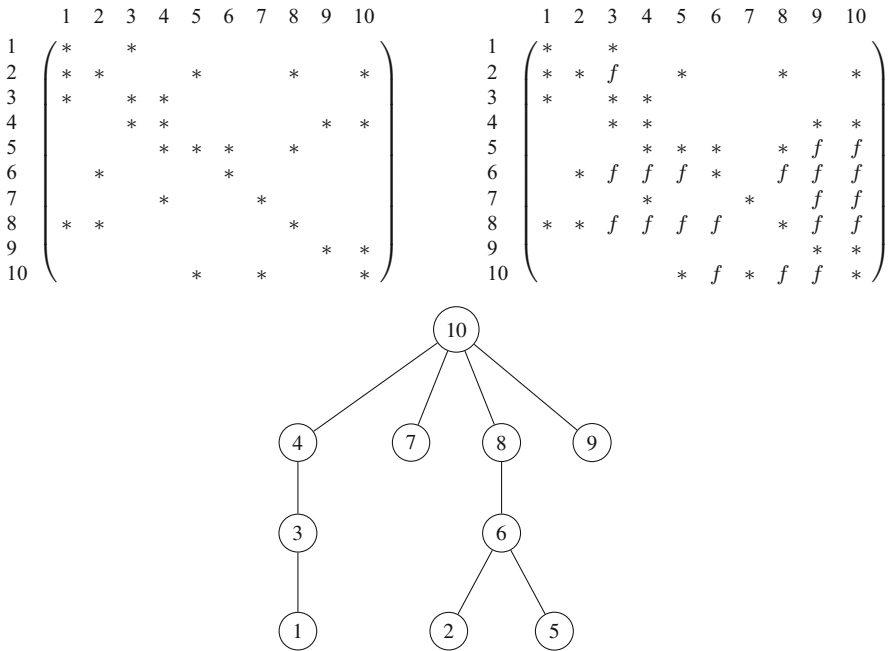 1 2 3 4 5 6 7 8 9 10
1 * *
2 * * * * *
3 * * *
4 * * * *
5 * * * *
6 * *
7 * *
8 * * *
9 * *
10 * * *
1 2 3 4 5 6 7 8 9 10
1 * *
2 * * f * * *
3 * * *
4 * * * *
5 * * * * f f
6 * f f f * f f f
7 * * f f
8 * * f f f f * f f
9 * *
10 * f * f f *
10
4 7 8 9
3 6
1 2 5